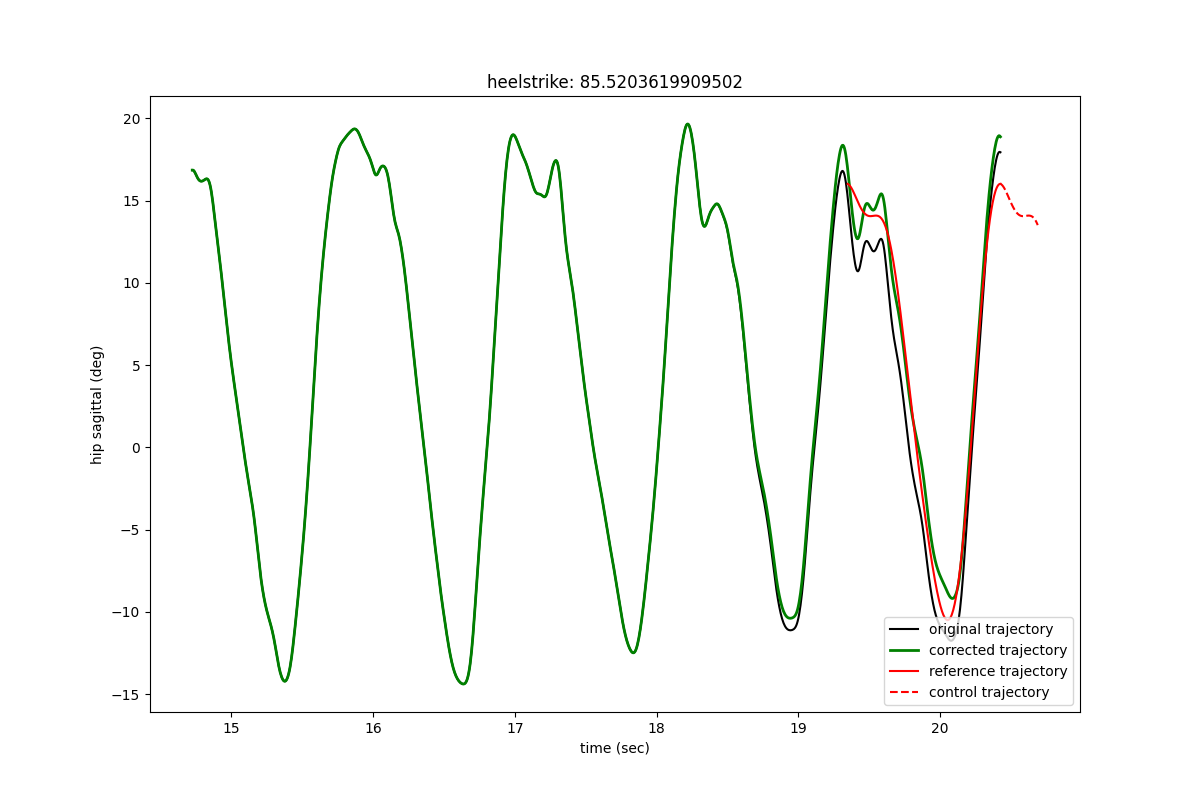 heelstrike: 85.5203619909502
20
15
10
5
0
−5
−10
−15
hip sagittal (deg)
15
16
17
18
19
20
time (sec)
original trajectory
corrected trajectory
reference trajectory
control trajectory